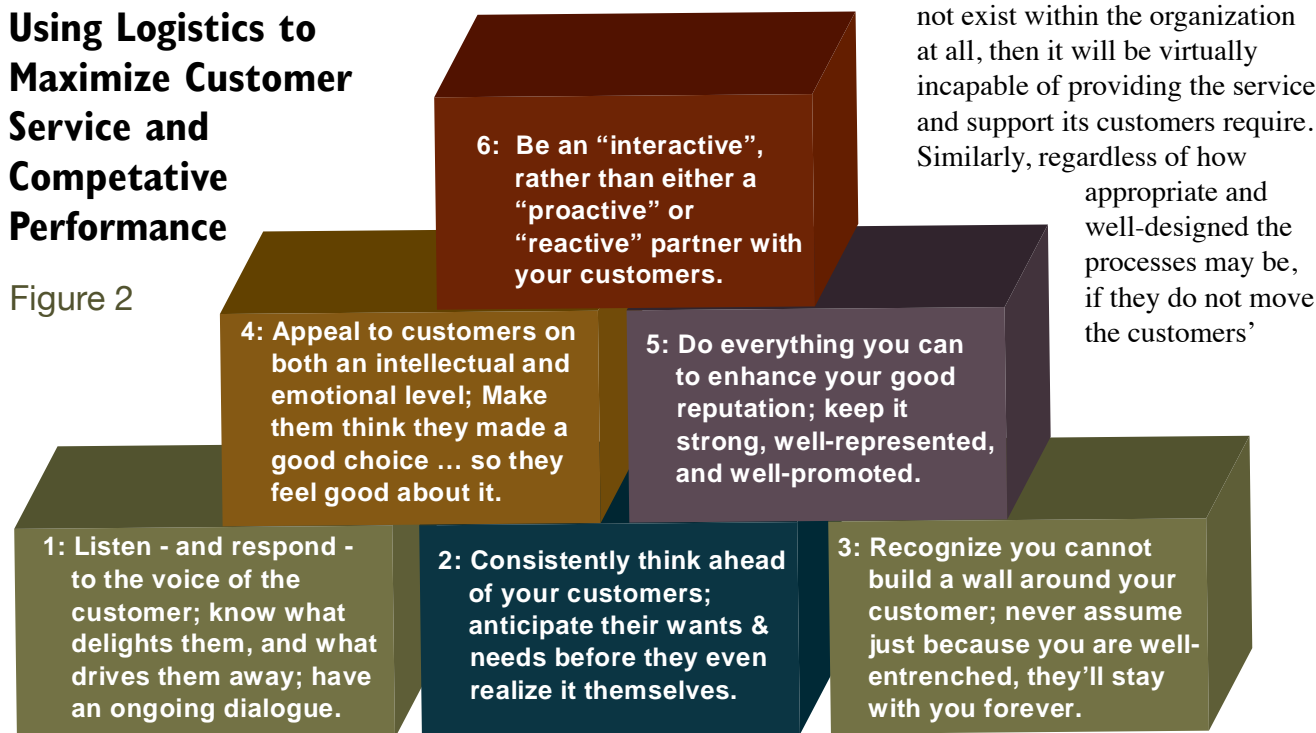 Using Logistics to
Maximize Customer
Service and
Competative
Performance
Figure 2
not exist within the organization
at all, then it will be virtually
incapable of providing the service
and support its customers require.
Similarly, regardless of how
appropriate and
well-designed the
processes may be,
if they do not move
the customers’
6: Be an “interactive”,
rather than either a
“proactive” or
“reactive” partner with
your customers.
4: Appeal to customers on
both an intellectual and
emotional level; Make
them think they made a
good choice ... so they
feel good about it.
5: Do everything you can
to enhance your good
reputation; keep it
strong, well-represented,
and well-promoted.
1: Listen - and respond -
to the voice of the
customer; know what
delights them, and what
drives them away; have
an ongoing dialogue.
2: Consistently think ahead
of your customers;
anticipate their wants &
needs before they even
realize it themselves.
3: Recognize you cannot
build a wall around your
customer; never assume
just because you are well-
entrenched, they’ll stay
with you forever.